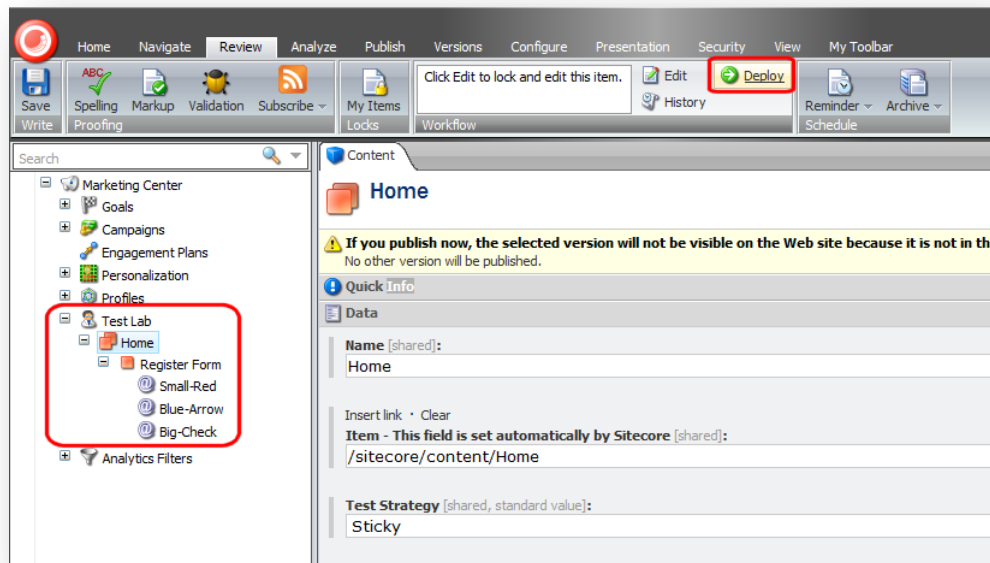 Home Navigate Review Analyze Publish Versions Configure Presentation Security View My Toolbar
ABC
Click Edit to lock and edit this item. Edit Deploy
History
Save Spelling Markup Validation Subscribe My Items Reminder Archive
Write Proofing Locks Workflow Schedule
Search
Content
Marketing Center
Goals
Campaigns
Engagement Plans
Personalization
Profiles
Test Lab
Home
Register Form
Small-Red
Blue-Arrow
Big-Check
Analytics Filters
Home
If you publish now, the selected version will not be visible on the Web site because it is not in th
No other version will be published.
Quick Info
Data
Name [shared]:
Home
Insert link · Clear
Item - This field is set automatically by Sitecore [shared]:
/sitecore/content/Home
Test Strategy [shared, standard value]:
Sticky